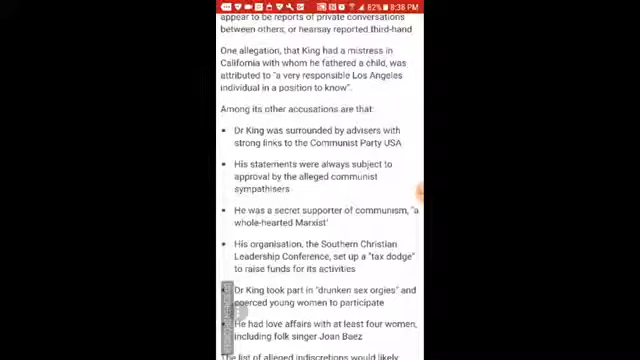 82% 8:38 PM
appear to be reports of private conversations
between others, or hearsay reported third-hand
One allegation, that King had a mistress in
California with whom he fathered a child, was
attributed to "a very responsible Los Angeles
individual in a position to know".
Among its other accusations are that:
• Dr King was surrounded by advisers with
strong links to the Communist Party USA
• His statements were always subject to
approval by the alleged communist
sympathisers
• He was a secret supporter of communism, "a
whole-hearted Marxist'
• His organisation, the Southern Christian
Leadership Conference, set up a "tax dodge"
to raise funds for its activities
• Dr King took part in "drunken sex orgies" and
coerced young women to participate
• He had love affairs with at least four women,
including folk singer Joan Baez
The list of alleged indiscretions would likely